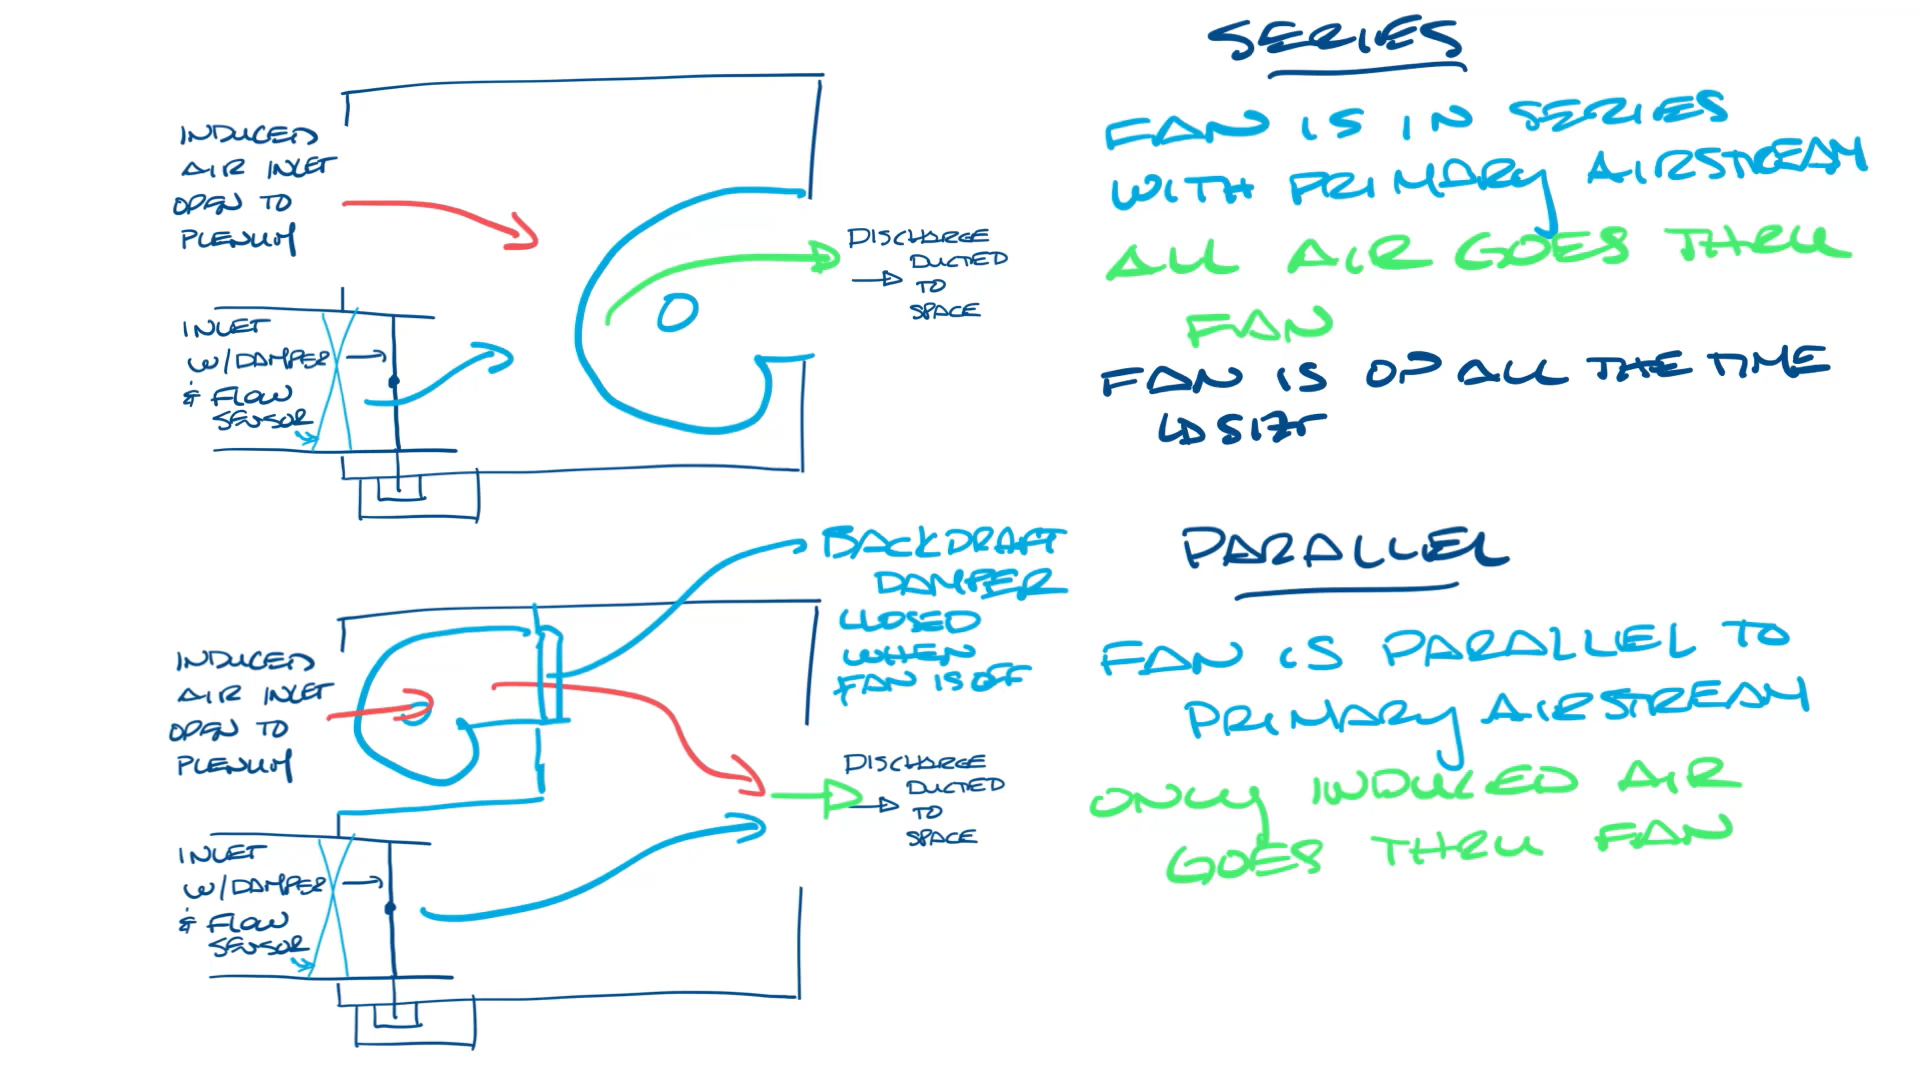 SERIES
FAN IS IN SERIES
WITH PRIMARY AIRSTREAM
ALL AIR GOES THRU
FAN
FAN IS OP ALL THE TIME
SIZE
INDUCED
AIR INLET
OPEN TO
PLENUM
DISCHARGE
DUCTED
TO
SPACE
INLET
W/DAMPER
& FLOW
SENSOR
PARALLEL
FAN IS PARALLEL TO
PRIMARY AIRSTREAM
ONLY INDUCED AIR
GOES THRU FAN
BACKDRAFT
DAMPER
CLOSED
WHEN
FAN IS OFF
INDUCED
AIR INLET
OPEN TO
PLENUM
DISCHARGE
DUCTED
TO
SPACE
INLET
W/DAMPER
& FLOW
SENSOR